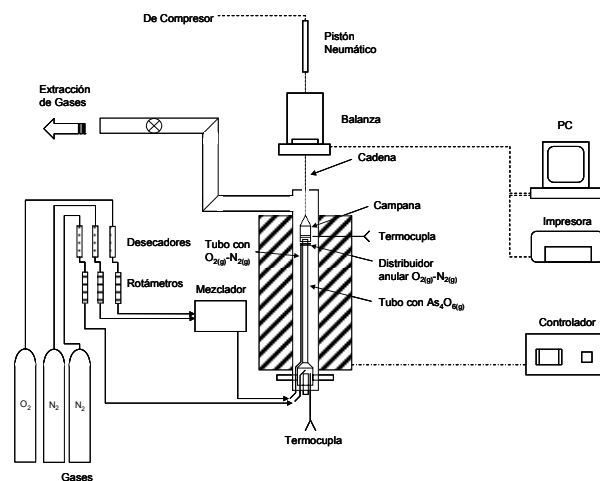 De Compresor
Pistón
Neumático
Extracción
de Gases
Balanza
PC
Cadena
Campana
Impresora
Desecadores
Tubo con
O2(g)-N2(g)
Termocupla
Distribuidor
anular O2(g)-N2(g)
Rotámetros
Mezclador
Tubo con As4O6(g)
Controlador
O2
N2
N2
Termocupla
Gases